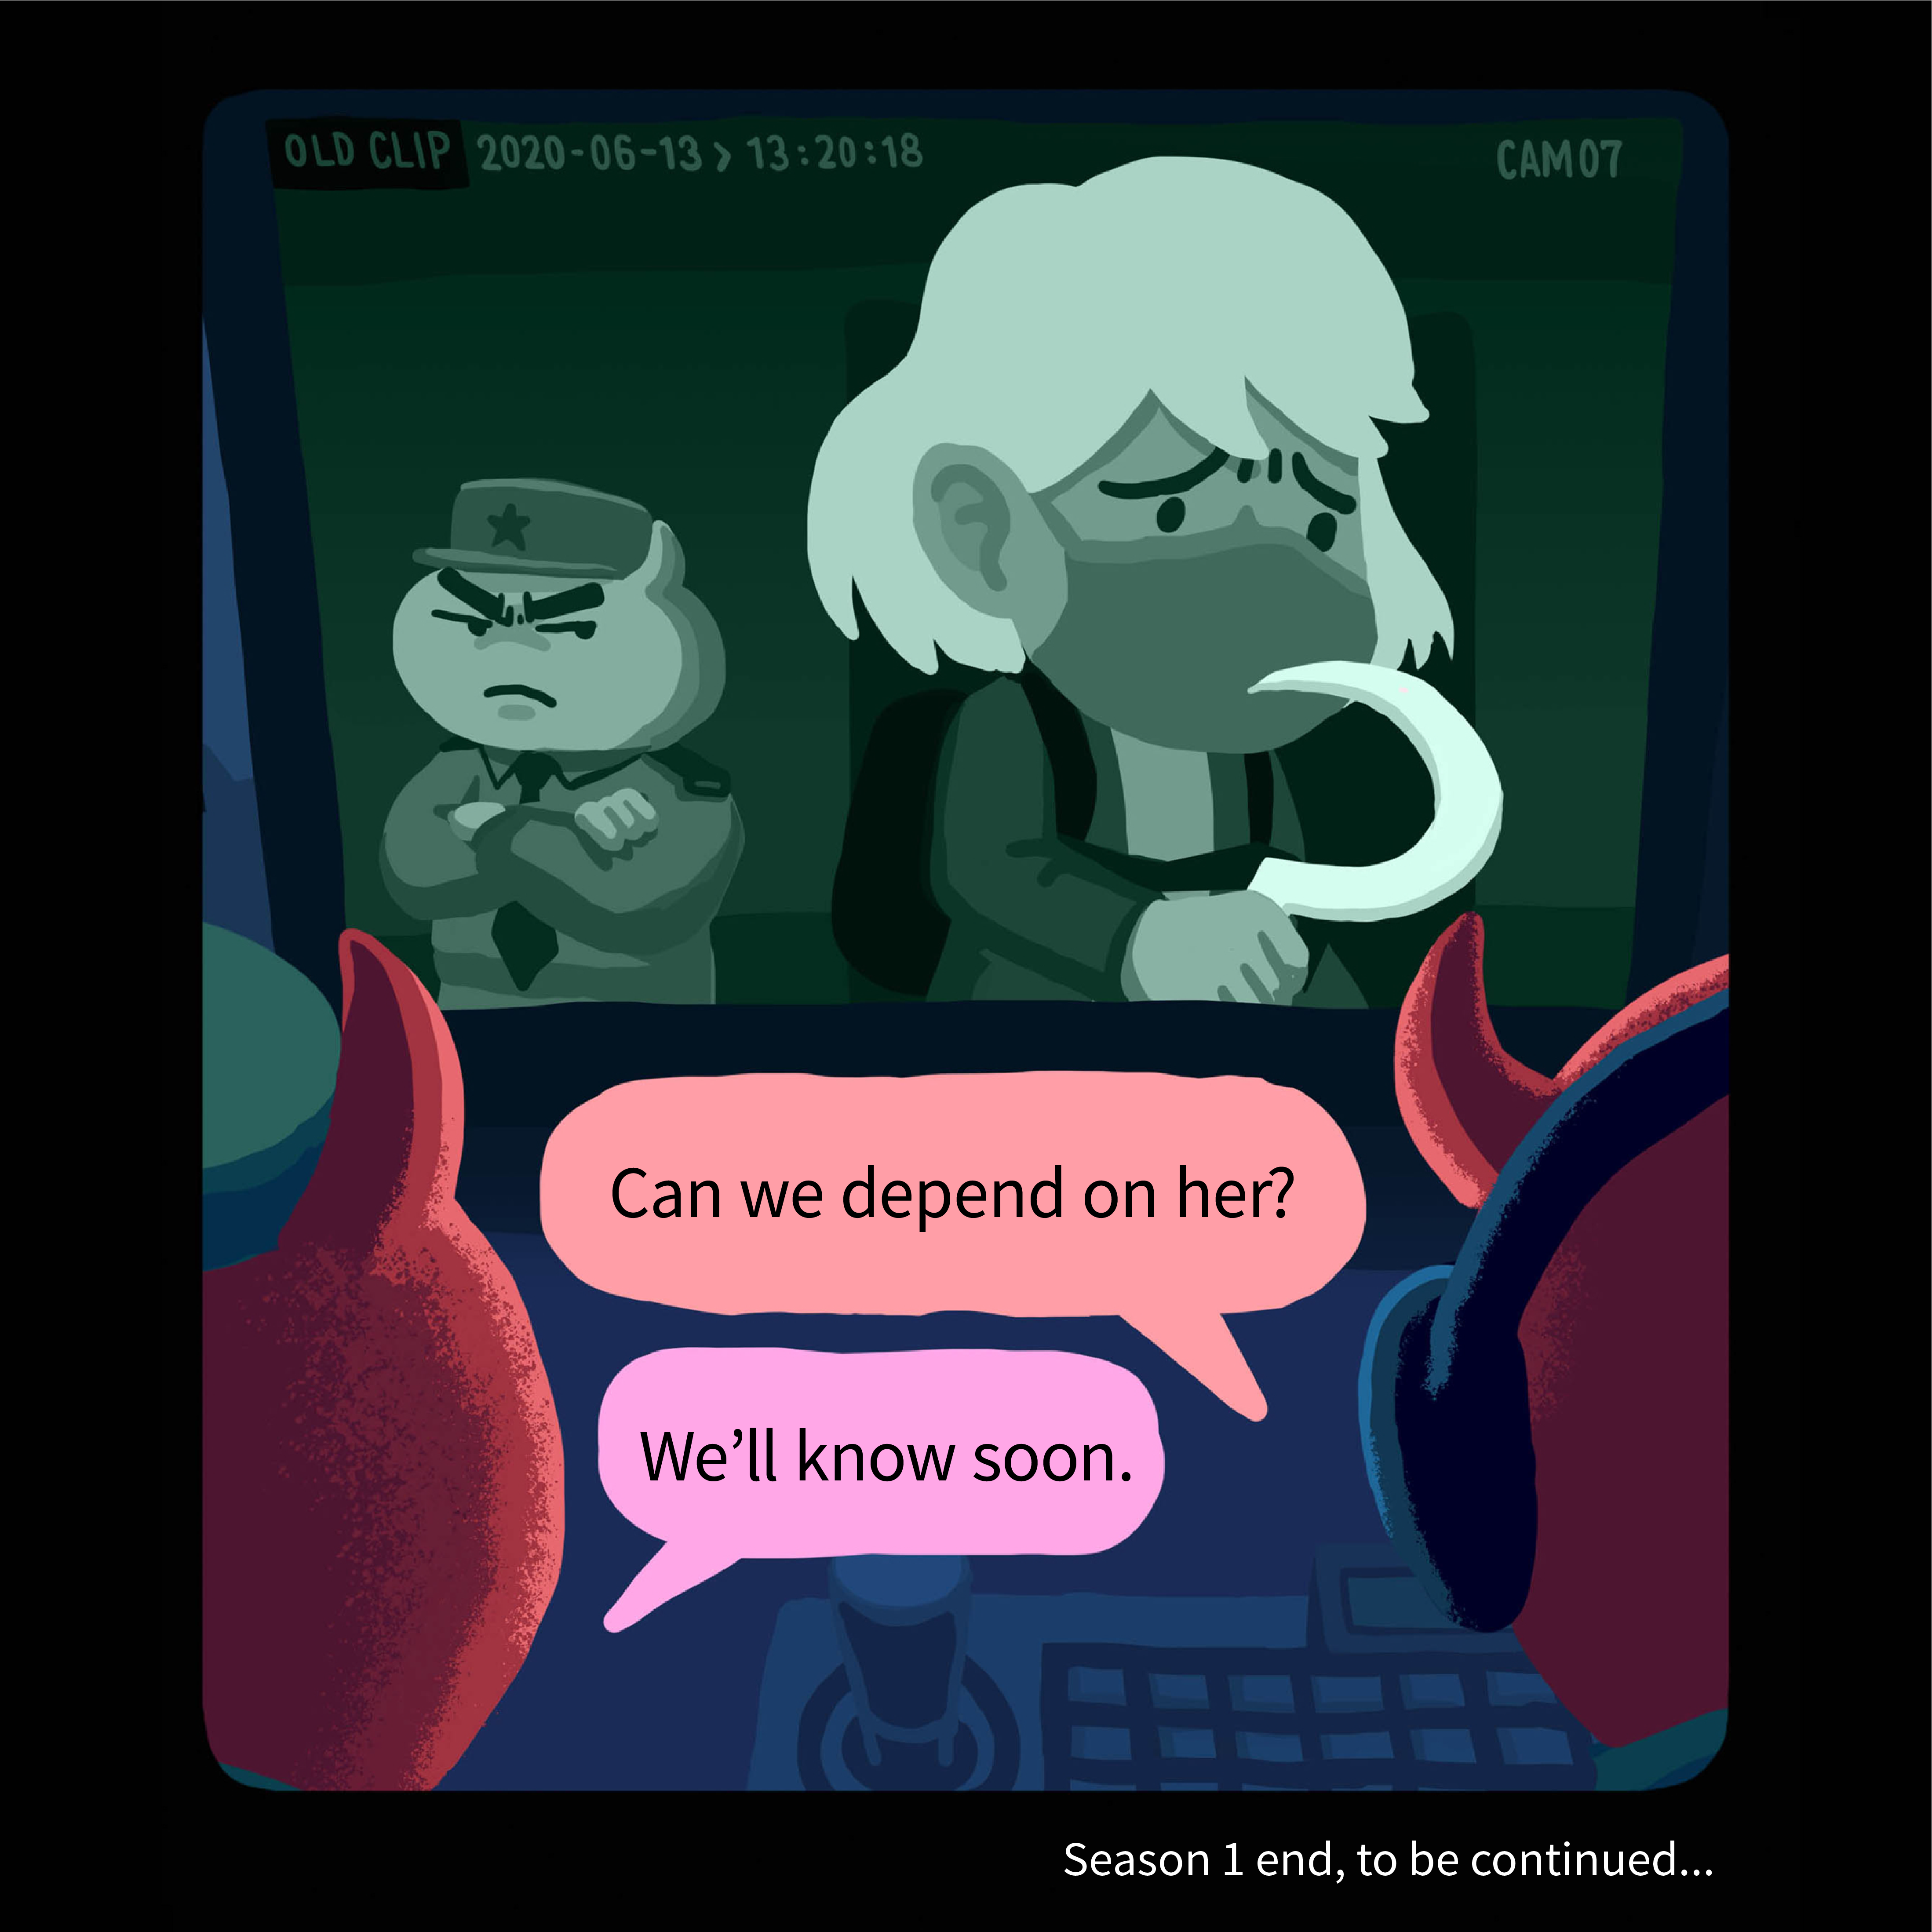 OLD CLIP 2020-06-13 > 13:20:18 CAM07
Can we depend on her?
We’ll know soon.
Season 1 end, to be continued...